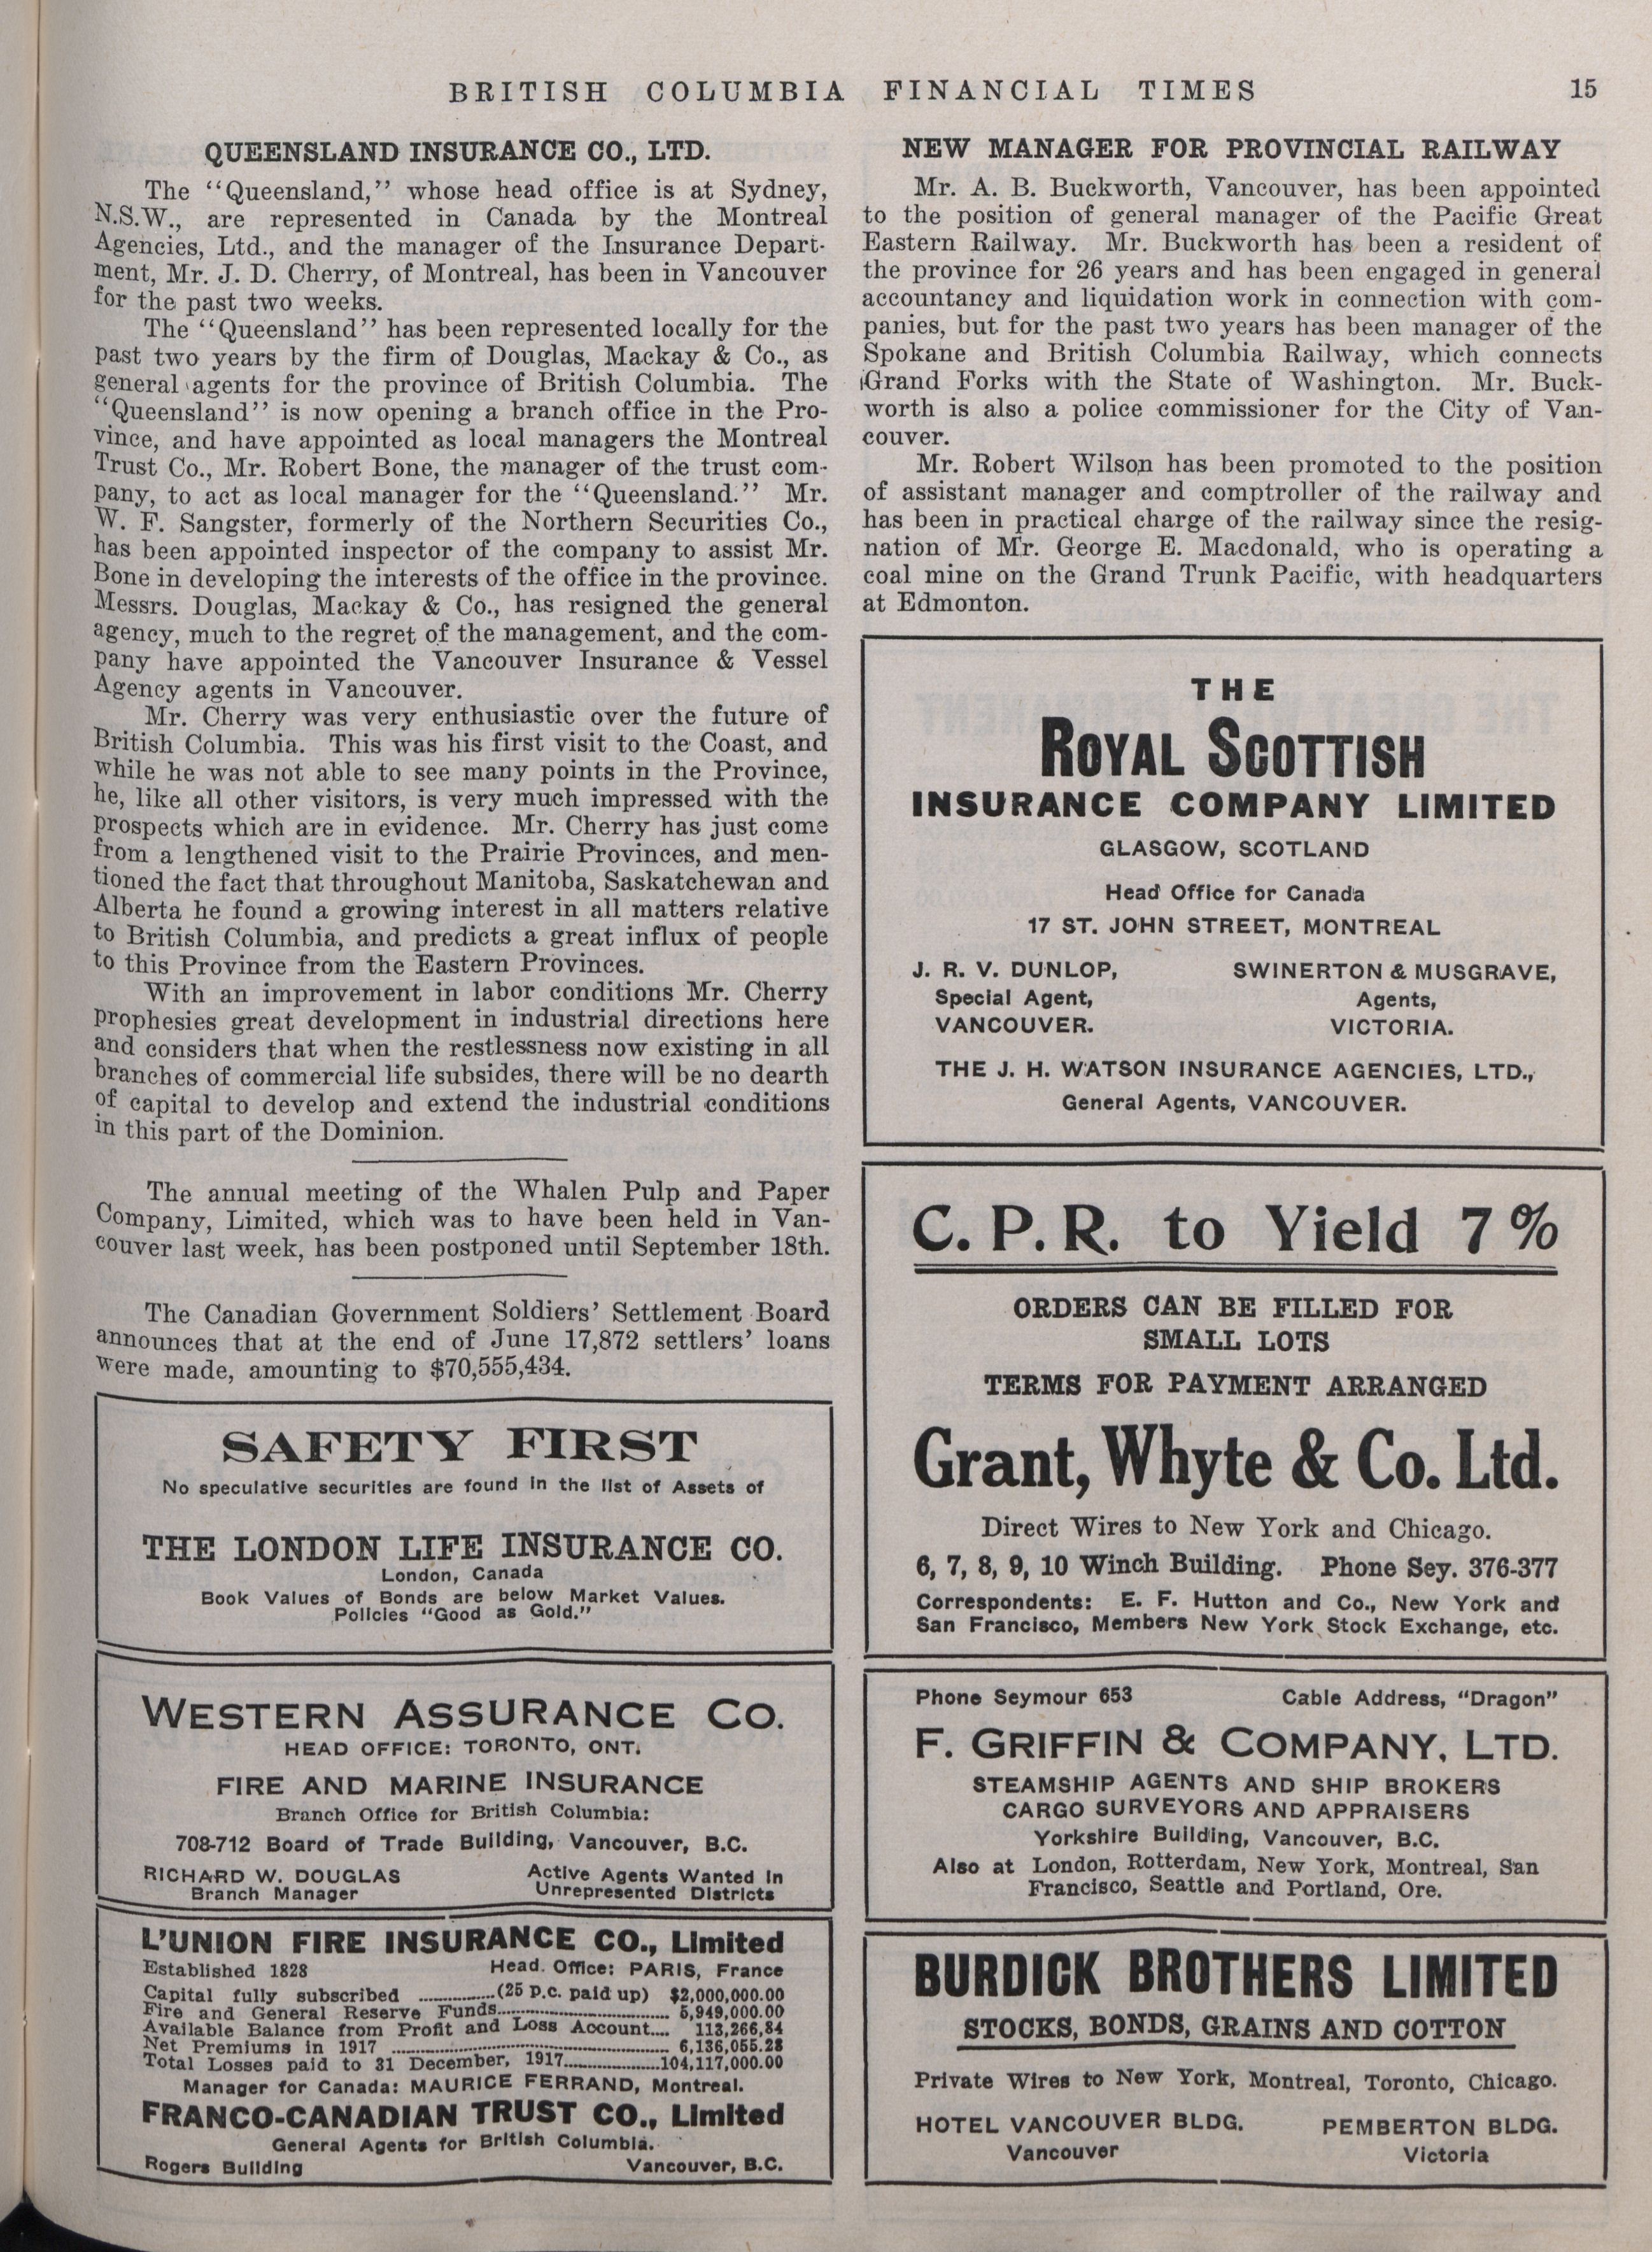 BRITISH COLUMBIA FINANCIAL TIMES 15
QUEENSLAND INSURANCE CO., LTD.
The "Queensland," whose head office is at Sydney,
N.S.W., are represented in Canada by the Montreal
Agencies, Ltd., and the manager of the Insurance Depart-
ment, Mr. J. D. Cherry, of Montreal, has been in Vancouver
for the past two weeks.
The "Queensland" has been represented locally for the
past two years by the firm of Douglas, Mackay & Co., as
general agents for the province of British Columbia. The
"Queensland" is now opening a branch office in the Pro-
vince, and have appointed as local managers the Montreal
Trust Co., Mr. Robert Bone, the manager of the trust com-
pany, to act as local manager for the "Queensland." Mr.
W. F. Sangster, formerly of the Northern Securities Co.,
has been appointed inspector of the company to assist Mr.
Bone in developing the interests of the office in the province.
Messrs. Douglas, Mackay & Co., has resigned the general
agency, much to the regret of the management, and the com-
pany have appointed the Vancouver Insurance & Vessel
Agency agents in Vancouver.
Mr. Cherry was very enthusiastic over the future of
British Columbia. This was his first visit to the Coast, and
while he was not able to see many points in the Province,
he, like all other visitors, is very much impressed with the
prospects which are in evidence. Mr. Cherry has just come
from a lengthened visit to the Prairie Provinces, and men-
tioned the fact that throughout Manitoba, Saskatchewan and
Alberta he found a growing interest in all matters relative
to British Columbia, and predicts a great influx of people
to this Province from the Eastern Provinces.
With an improvement in labor conditions Mr. Cherry
prophesies great development in industrial directions here
and considers that when the restlessness now existing in all
branches of commercial life subsides, there will be no dearth
of capital to develop and extend the industrial conditions
in this part of the Dominion.
The annual meeting of the Whalen Pulp and Paper
Company, Limited, which was to have been held in Van-
couver last week, has been postponed until September 18th.
The Canadian Government Soldiers' Settlement Board
announces that at the end of June 17,872 settlers' loans
were made, amounting to $70,555,434.
SAFETY FIRST
No speculative securities are found in the list of Assets of
THE LONDON LIFE INSURANCE CO.
London, Canada
Book Values of Bonds are below Market Values.
Policies "Good as Gold."
WESTERN ASSURANCE CO.
HEAD OFFICE: TORONTO, ONT.
FIRE AND MARINE INSURANCE
Branch Office for British Columbia:
708-712 Board of Trade Building, Vancouver, B.C.
RICHARD W. DOUGLAS Active Agents Wanted in
Branch Manager Unrepresented Districts
L'UNION FIRE INSURANCE CO., Limited
Established 1828 Head Office: PARIS, France
Capital fully subscribed ..............(25 p.c. paid up) $2,000,000.00
Fire and General Reserve Funds................................ 5,949,000.00
Available Balance from Profit and Loss Account.... 113,266,84
Net Premiums in 1917 ................................................ 6,136,055.28
Total Losses paid to 31 December, 1917.................104,117,000.00
Manager for Canada: MAURICE FERRAND, Montreal.
FRANCO-CANADIAN TRUST CO., Limited
General Agents for British Columbia.
Rogers Building Vancouver, B.C.
NEW MANAGER FOR PROVINCIAL RAILWAY
Mr. A. B. Buckworth, Vancouver, has been appointed
to the position of general manager of the Pacific Great
Eastern Railway. Mr. Buckworth has been a resident of
the province for 26 years and has been engaged in general
accountancy and liquidation work in connection with com-
panies, but for the past two years has been manager of the
Spokane and British Columbia Railway, which connects
Grand Forks with the State of Washington. Mr. Buck-
worth is also a police commissioner for the City of Van-
couver.
Mr. Robert Wilson has been promoted to the position
of assistant manager and comptroller of the railway and
has been in practical charge of the railway since the resig-
nation of Mr. George E. Macdonald, who is operating a
coal mine on the Grand Trunk Pacific, with headquarters
at Edmonton.
THE
ROYAL SCOTTISH
INSURANCE COMPANY LIMITED
GLASGOW, SCOTLAND
Head Office for Canada
17 ST. JOHN STREET, MONTREAL
J. R. V. DUNLOP, SWINERTON & MUSGRAVE,
Special Agent, Agents,
VANCOUVER. VICTORIA.
THE J. H. WATSON INSURANCE AGENCIES, LTD.,
General Agents, VANCOUVER.
C. P. R. to Yield 7%
ORDERS CAN BE FILLED FOR
SMALL LOTS
TERMS FOR PAYMENT ARRANGED
Grant, Whyte & Co. Ltd.
Direct Wires to New York and Chicago.
6, 7, 8, 9, 10 Winch Building. Phone Sey. 376-377
Correspondents: E. F. Hutton and Co., New York and
San Francisco, Members New York Stock Exchange, etc.
Phone Seymour 653 Cable Address, "Dragon"
F. GRIFFIN & COMPANY, LTD.
STEAMSHIP AGENTS AND SHIP BROKERS
CARGO SURVEYORS AND APPRAISERS
Yorkshire Building, Vancouver, B.C.
Also at London, Rotterdam, New York, Montreal, San
Francisco, Seattle and Portland, Ore.
BURDICK BROTHERS LIMITED
STOCKS, BONDS, GRAINS AND COTTON
Private Wires to New York, Montreal, Toronto, Chicago.
HOTEL VANCOUVER BLDG. PEMBERTON BLDG.
Vancouver Victoria